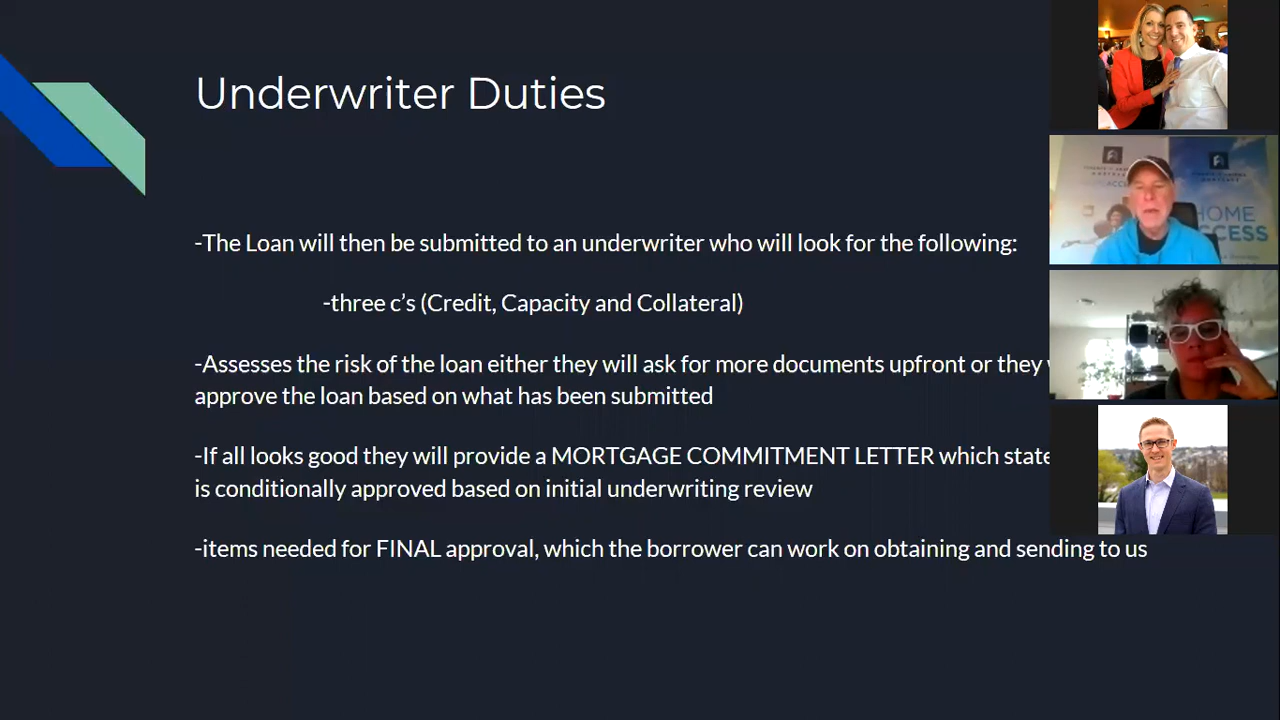 Underwriter Duties
-The Loan will then be submitted to an underwriter who will look for the following:
-three c’s (Credit, Capacity and Collateral)
-Assesses the risk of the loan either they will ask for more documents upfront or they
approve the loan based on what has been submitted
-If all looks good they will provide a MORTGAGE COMMITMENT LETTER which state
is conditionally approved based on initial underwriting review
-items needed for FINAL approval, which the borrower can work on obtaining and sending to us
HOME